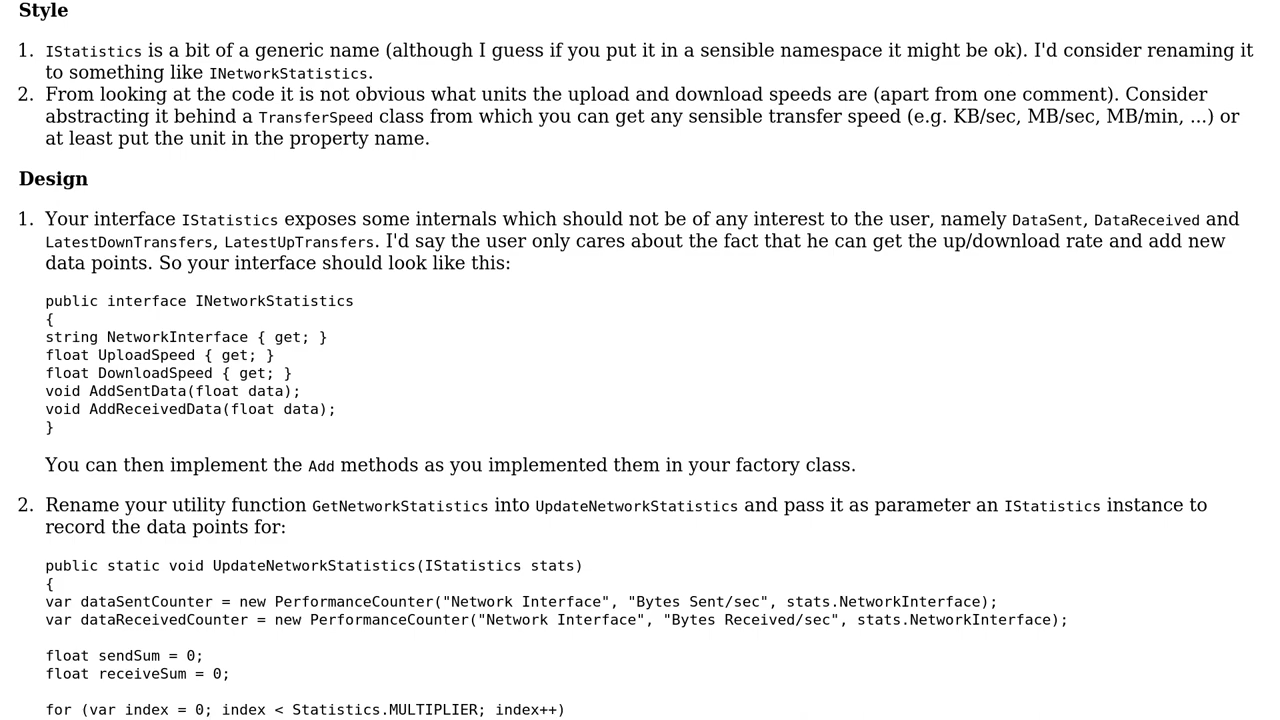 Style
1. IStatistics is a bit of a generic name (although I guess if you put it in a sensible namespace it might be ok). I'd consider renaming it
to something like INetworkStatistics.
2. From looking at the code it is not obvious what units the upload and download speeds are (apart from one comment). Consider
abstracting it behind a TransferSpeed class from which you can get any sensible transfer speed (e.g. KB/sec, MB/sec, MB/min, ...) or
at least put the unit in the property name.
Design
1. Your interface IStatistics exposes some internals which should not be of any interest to the user, namely DataSent, DataReceived and
LatestDownTransfers, LatestUpTransfers. I'd say the user only cares about the fact that he can get the up/download rate and add new
data points. So your interface should look like this:
public interface INetworkStatistics
{
string NetworkInterface { get; }
float UploadSpeed { get; }
float DownloadSpeed { get; }
void AddSentData(float data);
void AddReceivedData(float data);
}
You can then implement the Add methods as you implemented them in your factory class.
2. Rename your utility function GetNetworkStatistics into UpdateNetworkStatistics and pass it as parameter an IStatistics instance to
record the data points for:
public static void UpdateNetworkStatistics(IStatistics stats)
{
var dataSentCounter = new PerformanceCounter("Network Interface", "Bytes Sent/sec", stats.NetworkInterface);
var dataReceivedCounter = new PerformanceCounter("Network Interface", "Bytes Received/sec", stats.NetworkInterface);
float sendSum = 0;
float receiveSum = 0;
for (var index = 0; index < Statistics.MULTIPLIER; index++)